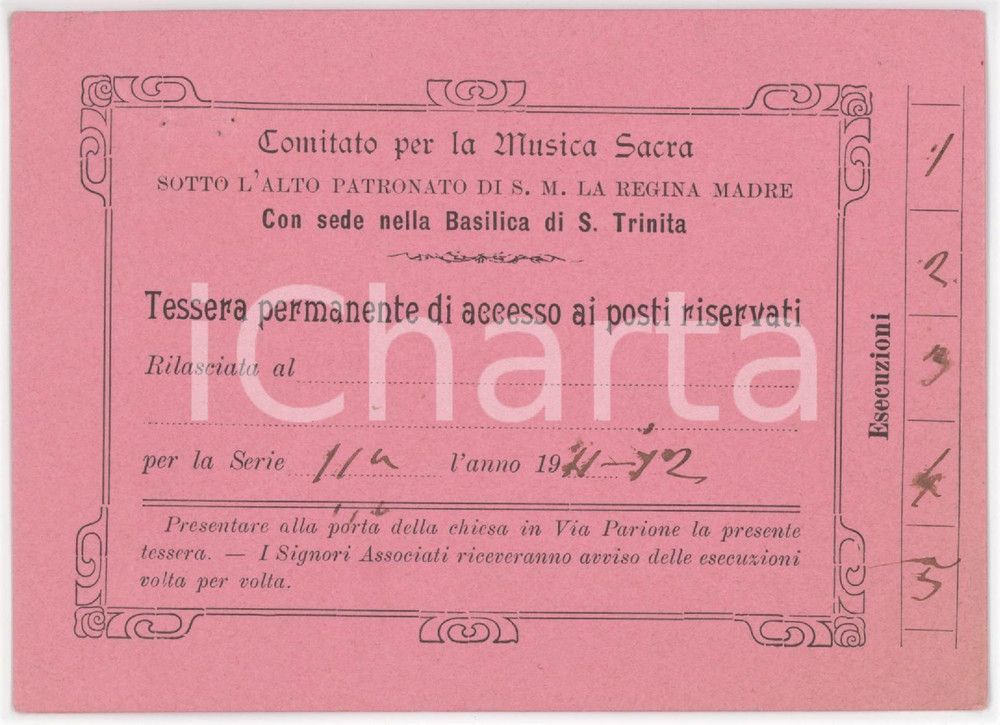 Comitato per la Musica Sacra
SOTTO L'ALTO PATRONATO DI S. M. LA REGINA MADRE
Con sede nella Basilica di S. Trinita
Tessera permanente di accesso ai posti riservati
Rilasciata al
per la Serie 11a l'anno 1911-12
Presentare alla porta della chiesa in Via Parione la presente
tessera. — I Signori Associati riceveranno avviso delle esecuzioni
volta per volta.
Esecuzioni
1
2
3
4
5
iCharta